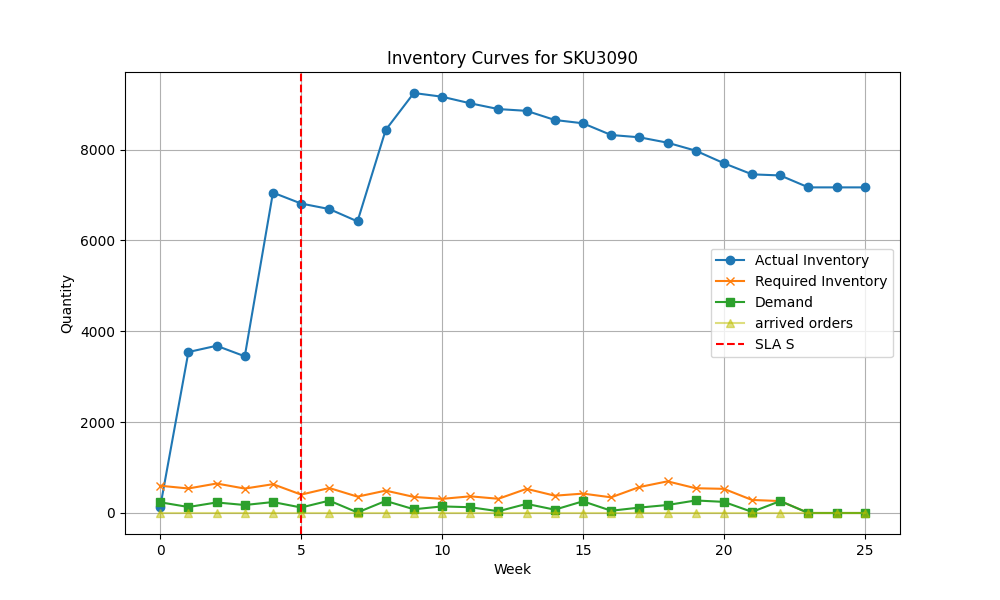 Inventory Curves for SKU3090
Quantity
8000
6000
4000
2000
0
Actual Inventory
Required Inventory
Demand
arrived orders
SLA S
0 5 10 15 20 25
Week